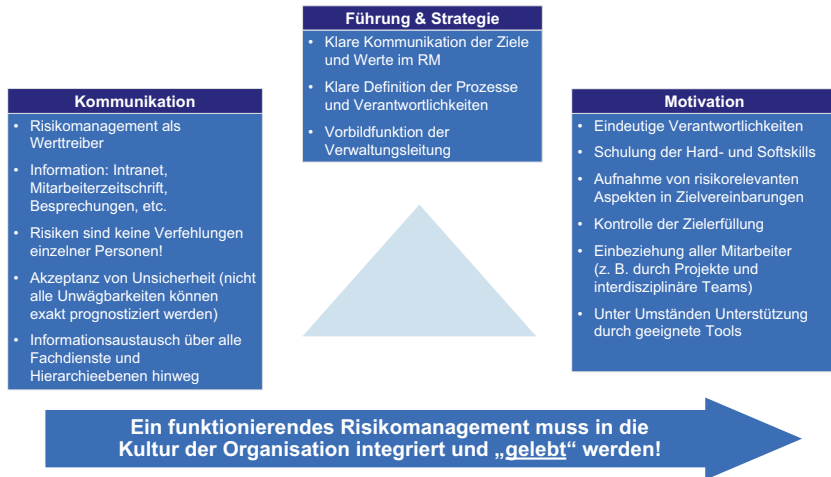 Führung & Strategie
• Klare Kommunikation der Ziele
und Werte im RM
• Klare Definition der Prozesse
und Verantwortlichkeiten
• Vorbildfunktion der
Verwaltungsleitung
Kommunikation
• Risikomanagement als
Werttreiber
• Information: Intranet,
Mitarbeiterzeitschrift,
Besprechungen, etc.
• Risiken sind keine Verfehlungen
einzelner Personen!
• Akzeptanz von Unsicherheit (nicht
alle Unwägbarkeiten können
exakt prognostiziert werden)
• Informationsaustausch über alle
Fachdienste und
Hierarchieebenen hinweg
Motivation
• Eindeutige Verantwortlichkeiten
• Schulung der Hard- und Softskills
• Aufnahme von risikorelevanten
Aspekten in Zielvereinbarungen
• Kontrolle der Zielerfüllung
• Einbeziehung aller Mitarbeiter
(z. B. durch Projekte und
interdisziplinäre Teams)
• Unter Umständen Unterstützung
durch geeignete Tools
Ein funktionierendes Risikomanagement muss in die
Kultur der Organisation integriert und „gelebt“ werden!